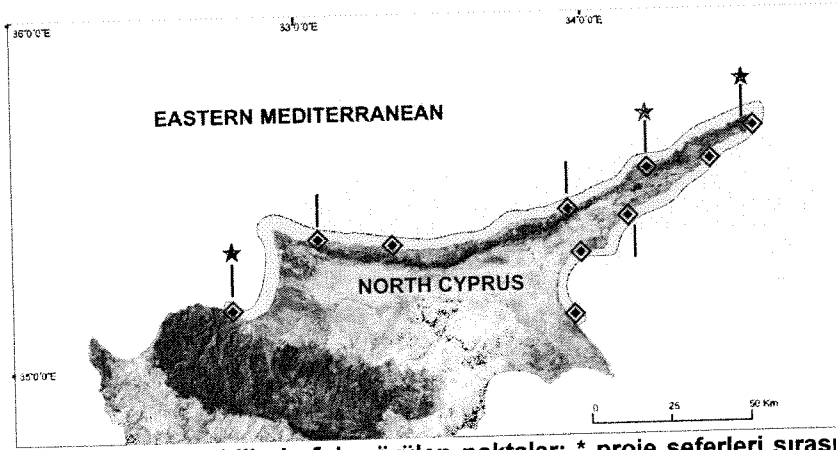 36°0'0"E 33°0'0"E 34°0'0"E
EASTERN MEDITERRANEAN
NORTH CYPRUS
35°0'0"E
0 25 50 Km
görülen noktalar: * proje seferleri sırası